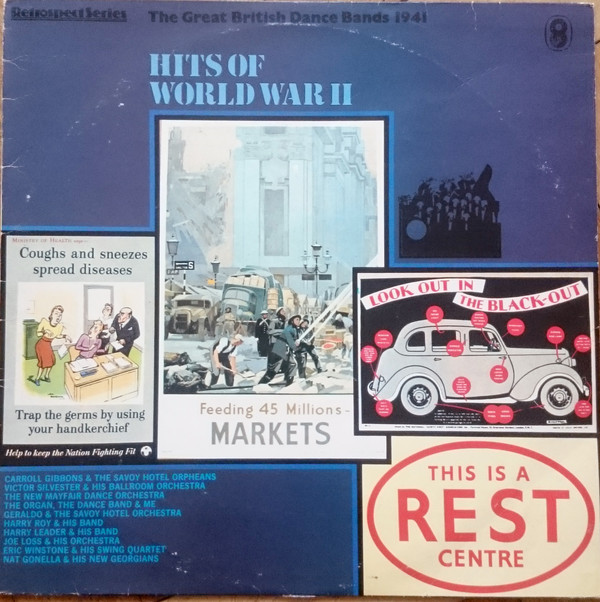 Retrospect Series
The Great British Dance Bands 1941
HITS OF
WORLD WAR II
MINISTRY OF HEALTH says:-
Coughs and sneezes
spread diseases
Trap the germs by using
your handkerchief
Help to keep the Nation Fighting Fit
S
Feeding 45 Millions-
MARKETS
LOOK OUT IN
THE BLACK-OUT
THIS IS A
REST
CENTRE
CARROLL GIBBONS & THE SAVOY HOTEL ORPHEANS
VICTOR SILVESTER & HIS BALLROOM ORCHESTRA
THE NEW MAYFAIR DANCE ORCHESTRA
THE ORGAN, THE DANCE BAND & ME
GERALDO & THE SAVOY HOTEL ORCHESTRA
HARRY ROY & HIS BAND
HARRY LEADER & HIS BAND
JOE LOSS & HIS ORCHESTRA
ERIC WINSTONE & HIS SWING QUARTET
NAT GONELLA & HIS NEW GEORGIANS